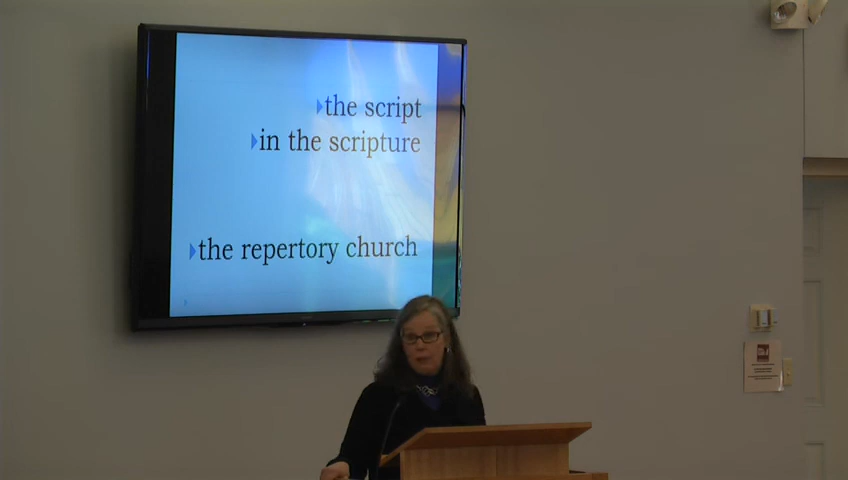 the script
in the scripture
the repertory church